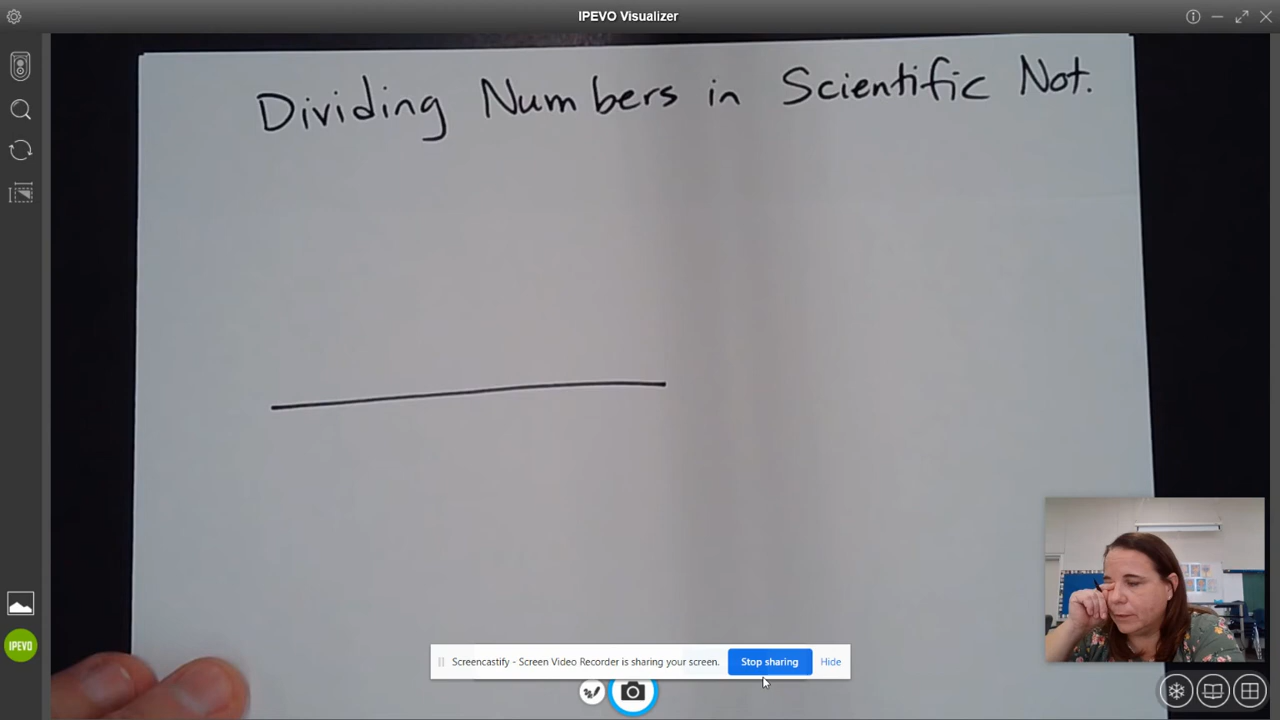 IPEVO Visualizer
Dividing Numbers in Scientific Not.
IPEVO
Screencastify - Screen Video Recorder is sharing your screen.
Stop sharing
Hide